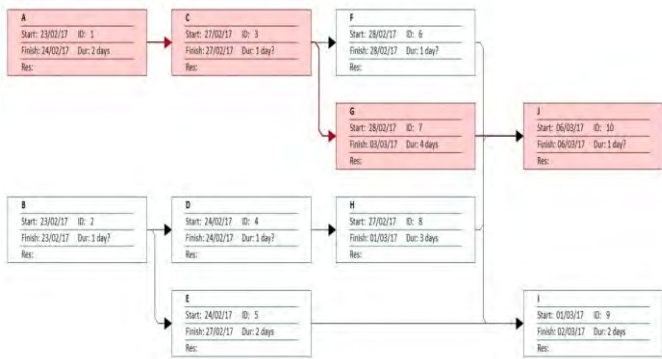 A
Start: 23/02/17 ID: 1
Finish: 24/02/17 Dur: 2 days
Res:
C
Start: 27/02/17 ID: 3
Finish: 27/02/17 Dur: 1 day?
Res:
F
Start: 28/02/17 ID: 6
Finish: 28/02/17 Dur: 1 day?
Res:
G
Start: 28/02/17 ID: 7
Finish: 03/03/17 Dur: 4 days
Res:
J
Start: 06/03/17 ID: 10
Finish: 06/03/17 Dur: 1 day?
Res:
B
Start: 23/02/17 ID: 2
Finish: 23/02/17 Dur: 1 day?
Res:
D
Start: 24/02/17 ID: 4
Finish: 24/02/17 Dur: 1 day?
Res:
H
Start: 27/02/17 ID: 8
Finish: 01/03/17 Dur: 3 days
Res:
E
Start: 24/02/17 ID: 5
Finish: 27/02/17 Dur: 2 days
Res:
I
Start: 01/03/17 ID: 9
Finish: 02/03/17 Dur: 2 days
Res: